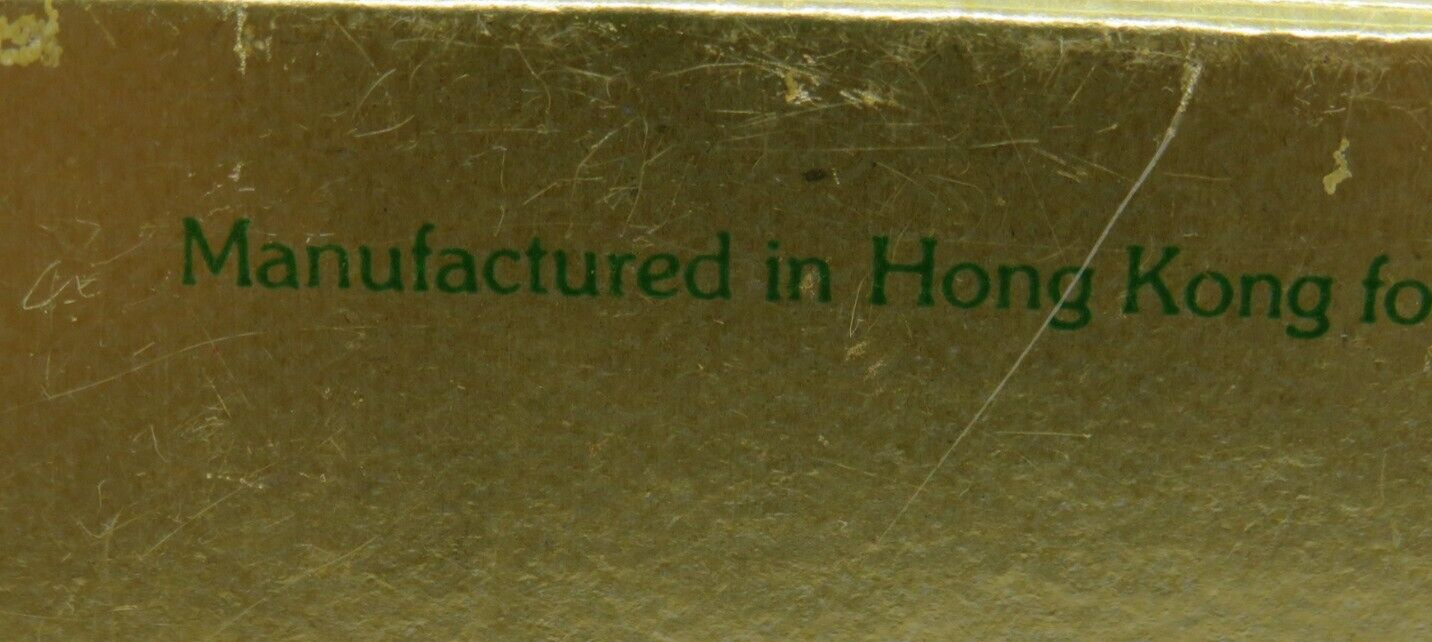 Manufactured in Hong Kong fo